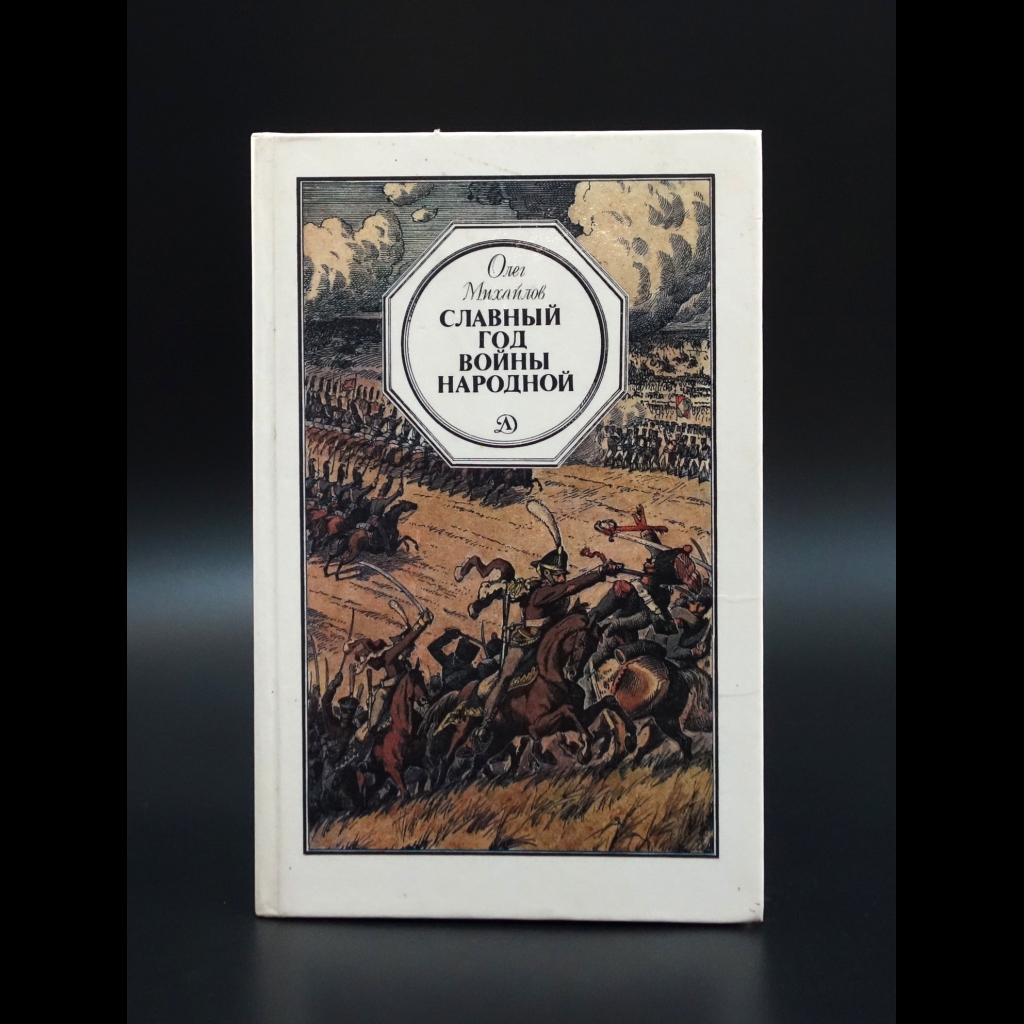 Олег
Михайлов
СЛАВНЫЙ
ГОД
ВОЙНЫ
НАРОДНОЙ
Д